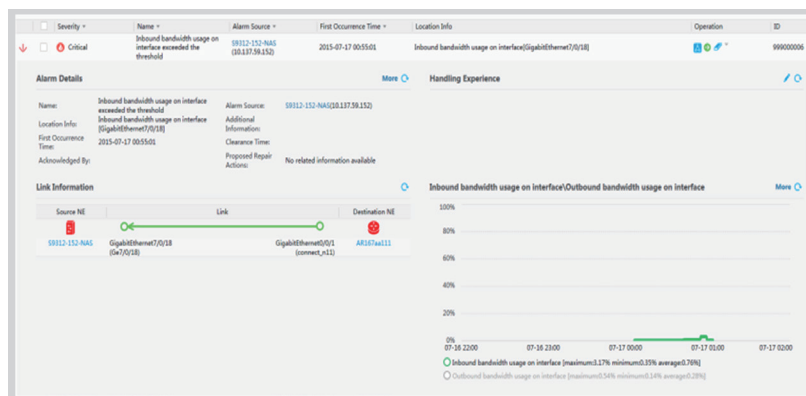 Severity Name Alarm Source First Occurrence Time Location Info Operation ID
Critical Inbound bandwidth usage on interface exceeded the threshold S9312-152-NAS (10.137.59.152) 2015-07-17 00:55:01 Inbound bandwidth usage on interface[GigabitEthernet7/0/18] 999000006
Alarm Details More
Name: Inbound bandwidth usage on interface exceeded the threshold
Alarm Source: S9312-152-NAS(10.137.59.152)
Location Info: Inbound bandwidth usage on interface [GigabitEthernet7/0/18]
Additional Information:
First Occurrence Time: 2015-07-17 00:55:01
Clearance Time:
Acknowledged By:
Proposed Repair Actions: No related information available
Handling Experience
Link Information
Source NE Link Destination NE
S9312-152-NAS GigabitEthernet7/0/18 GigabitEthernet0/0/1 AR167aa111
(Ge7/0/18) (connect_n11)
Inbound bandwidth usage on interface\Outbound bandwidth usage on interface More
100%
80%
60%
40%
20%
0%
07-16 22:00 07-16 23:00 07-17 00:00 07-17 01:00 07-17 02:00
Inbound bandwidth usage on interface [maximum:3.17% minimum:0.35% average:0.76%]
Outbound bandwidth usage on interface [maximum:0.54% minimum:0.14% average:0.28%]